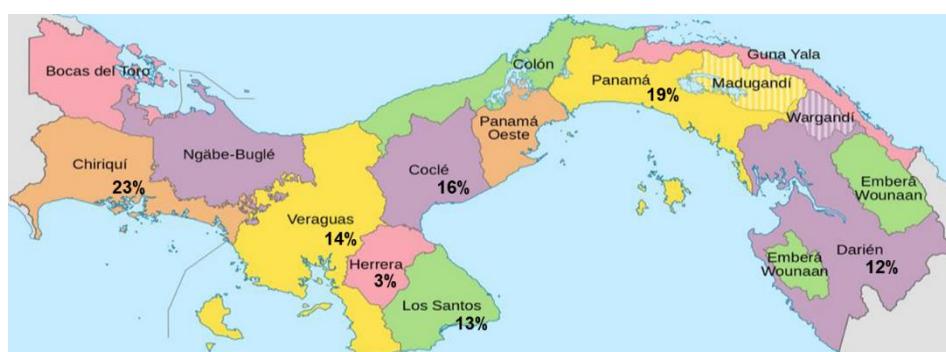 Bocas del Toro
Chiriquí
23%
Ngäbe-Buglé
Veraguas
14%
Herrera
3%
Los Santos
13%
Coclé
16%
Colón
Panamá
Oeste
Panamá
19%
Guna Yala
Madugandí
Wargandí
Emberá
Wounaan
Emberá
Wounaan
Darién
12%